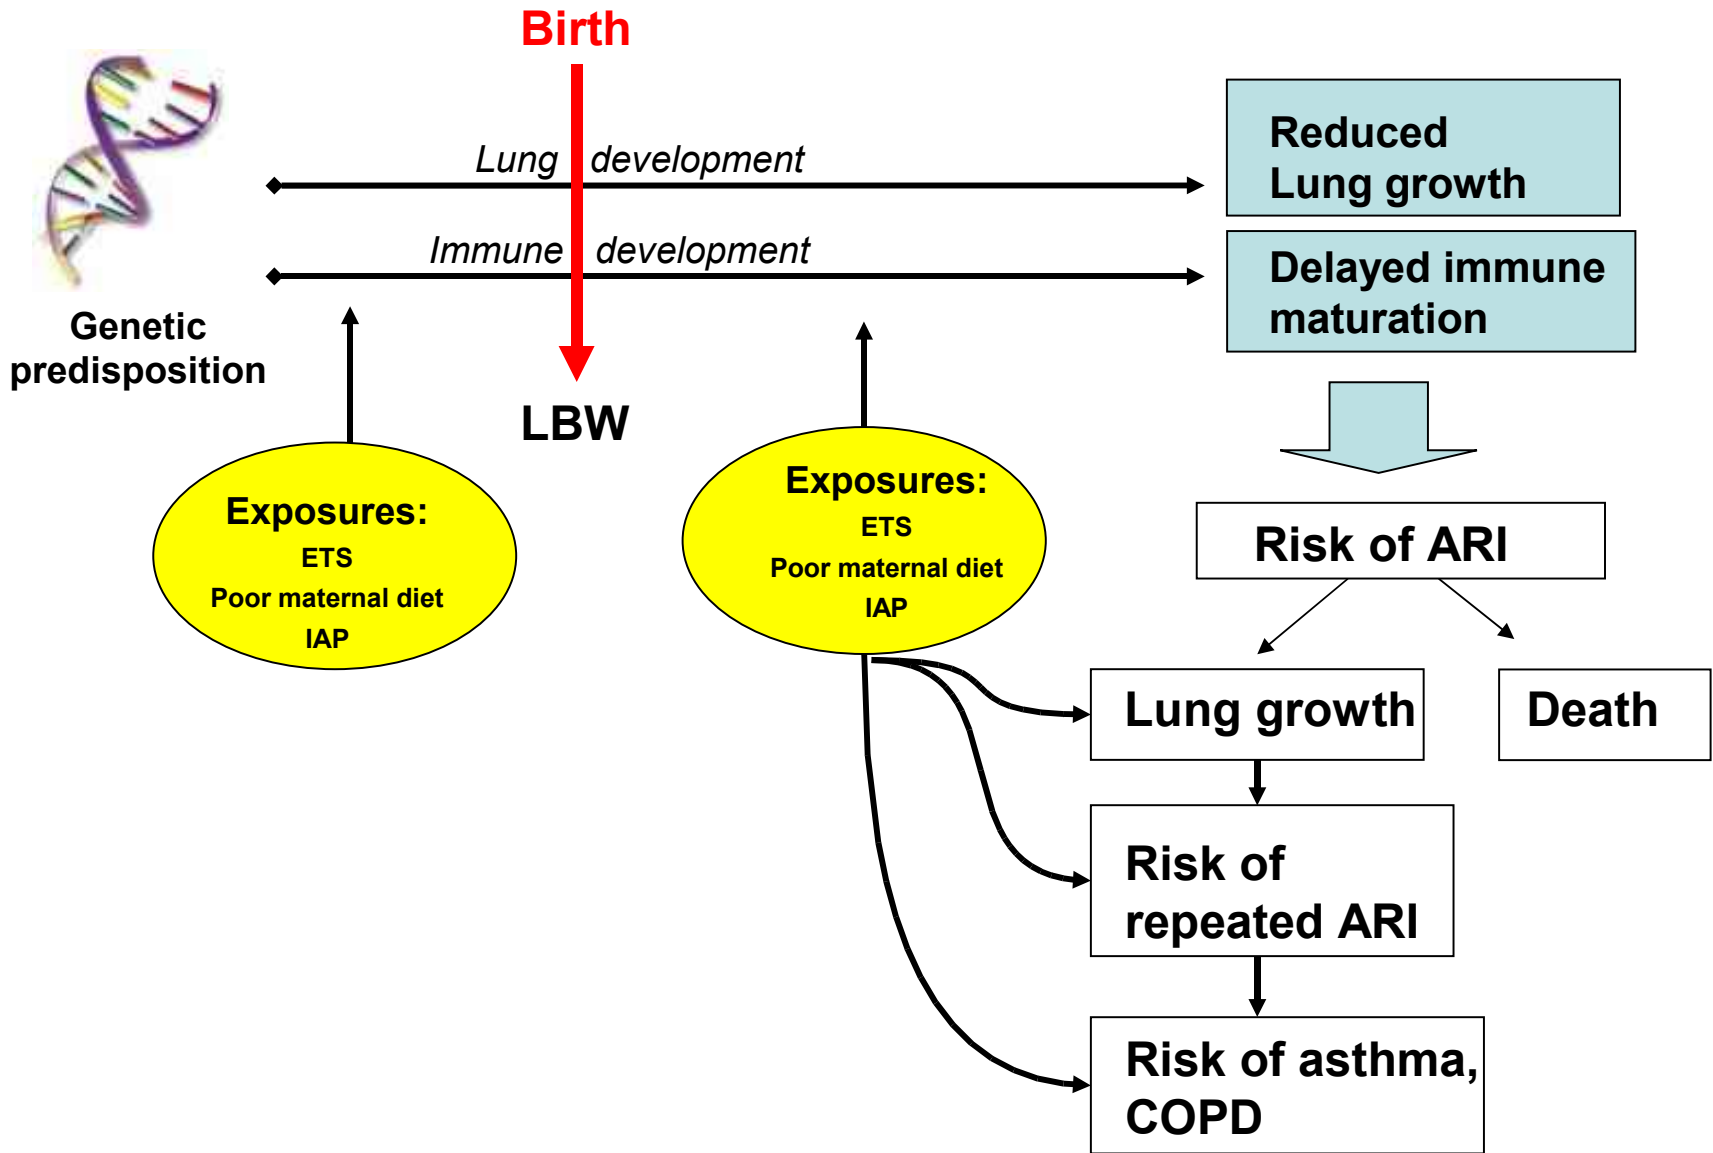 Birth
Lung development
Immune development
Genetic
predisposition
LBW
Reduced
Lung growth
Delayed immune
maturation
Exposures:
ETS
Poor maternal diet
IAP
Exposures:
ETS
Poor maternal diet
IAP
Risk of ARI
Lung growth
Death
Risk of
repeated ARI
Risk of asthma,
COPD